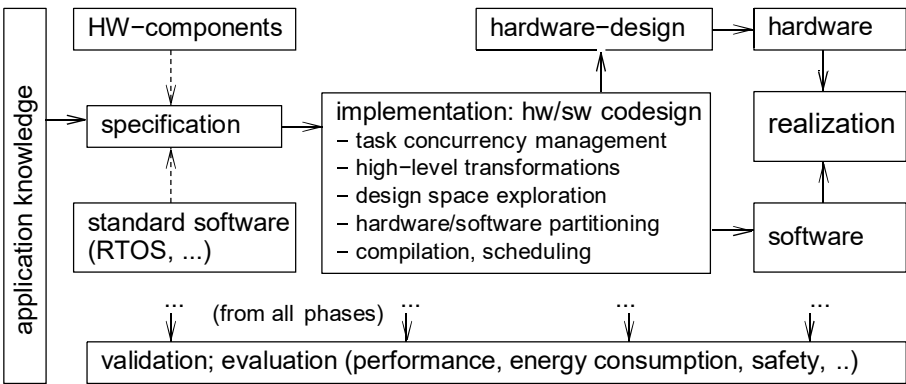 application knowledge
HW−components
specification
standard software
(RTOS, ...)
implementation: hw/sw codesign
− task concurrency management
− high−level transformations
− design space exploration
− hardware/software partitioning
− compilation, scheduling
hardware−design
hardware
realization
software
... (from all phases) ... ... ...
validation; evaluation (performance, energy consumption, safety, ..)